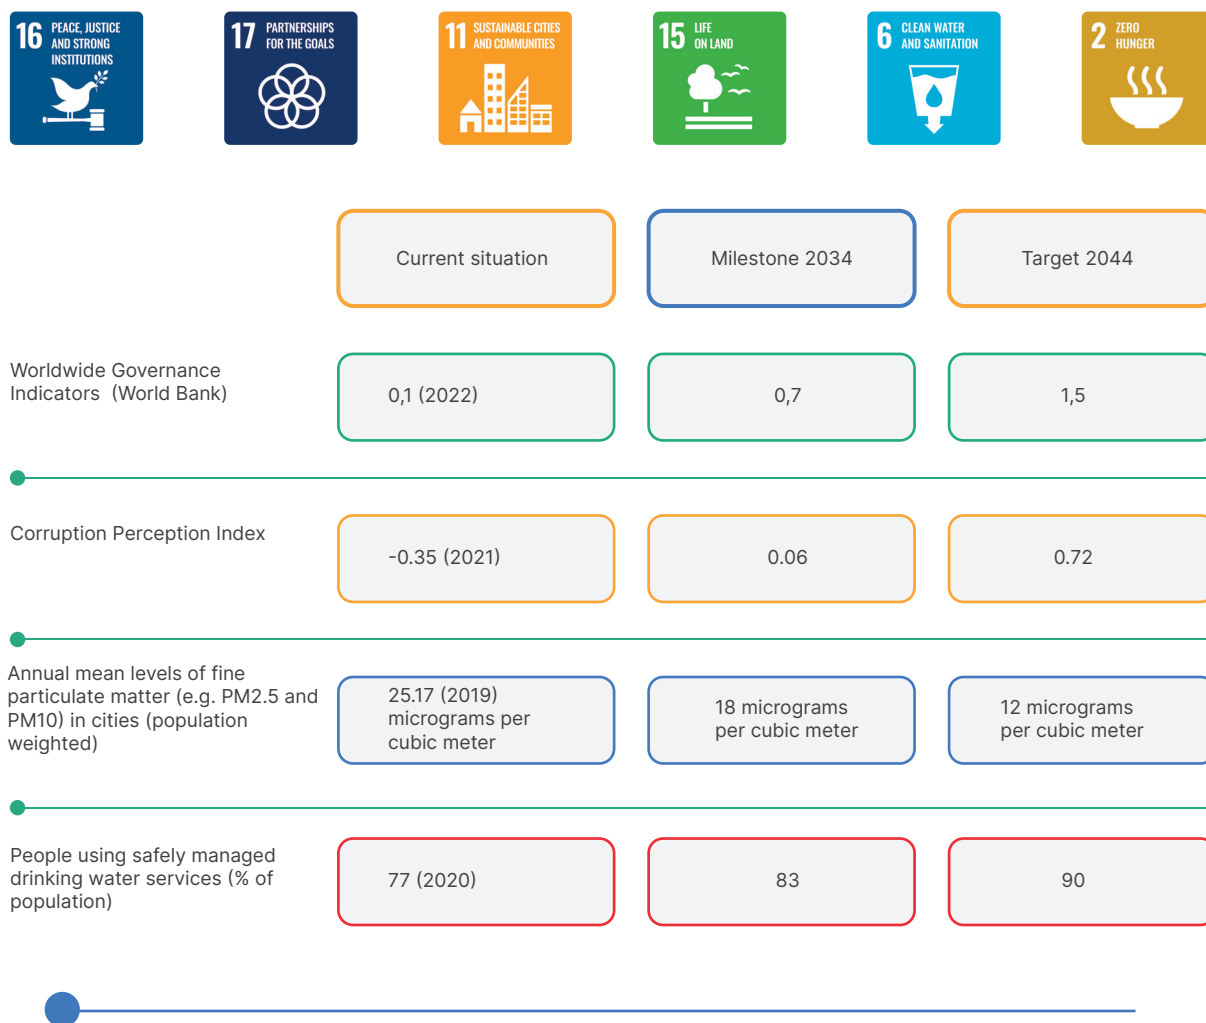 16 PEACE, JUSTICE
AND STRONG
INSTITUTIONS
17 PARTNERSHIPS
FOR THE GOALS
11 SUSTAINABLE CITIES
AND COMMUNITIES
15 LIFE
ON LAND
6 CLEAN WATER
AND SANITATION
2 ZERO
HUNGER
Current situation
Milestone 2034
Target 2044
Worldwide Governance
Indicators (World Bank)
0,1 (2022)
0,7
1,5
Corruption Perception Index
-0.35 (2021)
0.06
0.72
Annual mean levels of fine
particulate matter (e.g. PM2.5 and
PM10) in cities (population
weighted)
25.17 (2019)
micrograms per
cubic meter
18 micrograms
per cubic meter
12 micrograms
per cubic meter
People using safely managed
drinking water services (% of
population)
77 (2020)
83
90